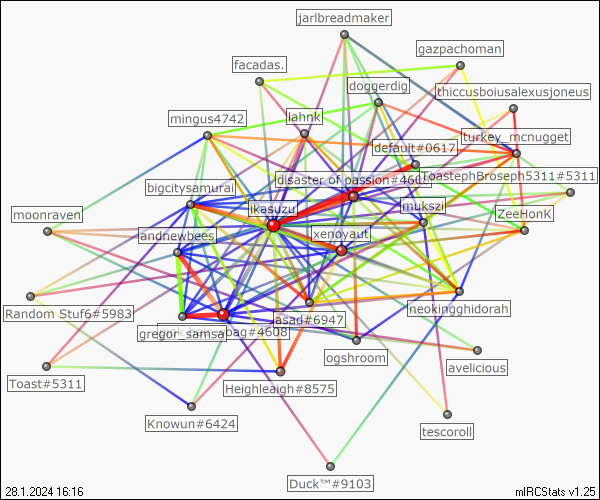 jarlbreadmaker
gazpachoman
facadas.
doggerdig
thiccusboiusalexusjoneus
mingus4742
lahnk
turkey_mcnugget
default#0617
disaster of passion#460
ToastephBroseph5311#5311
bigcitysamurai
ikasuzu
mukszi
ZeeHonk
moonraven
landnewbees
xenoyaut
Random Stuf6#5983
asad#6947
neokingghidorah
gregor_samsa
bag#4608
ogshroom
avelicious
Toast#5311
Heighleaigh#8575
Knowun#6424
tescoroll
Duck™#9103
28.1.2024 16:16
mIRCStats v1.25